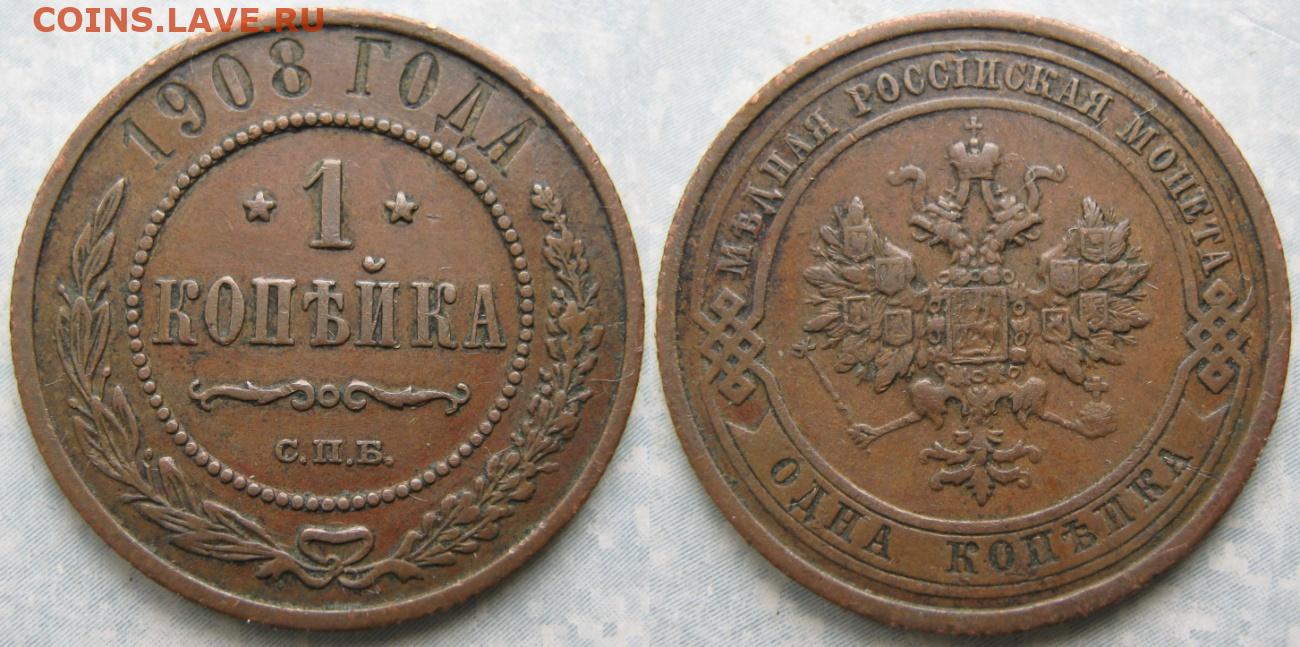 COINS.LAVE.RU
1908 ГОДА
1
КОПѢЙКА
С.П.Б.
МѢДНАЯ РОССІЙСКАЯ МОНЕТА
ОДНА КОПѢЙКА